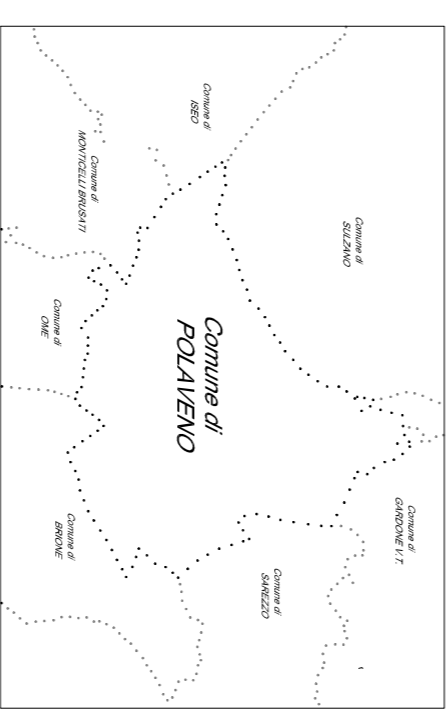 Comune di
SULZANO
Comune di
GARDONE V.T.
Comune di
ISEO
Comune di
POLAVENO
Comune di
SAREZZO
Comune di
MONTICELLI BRUSATI
Comune di
OME
Comune di
BRIONE